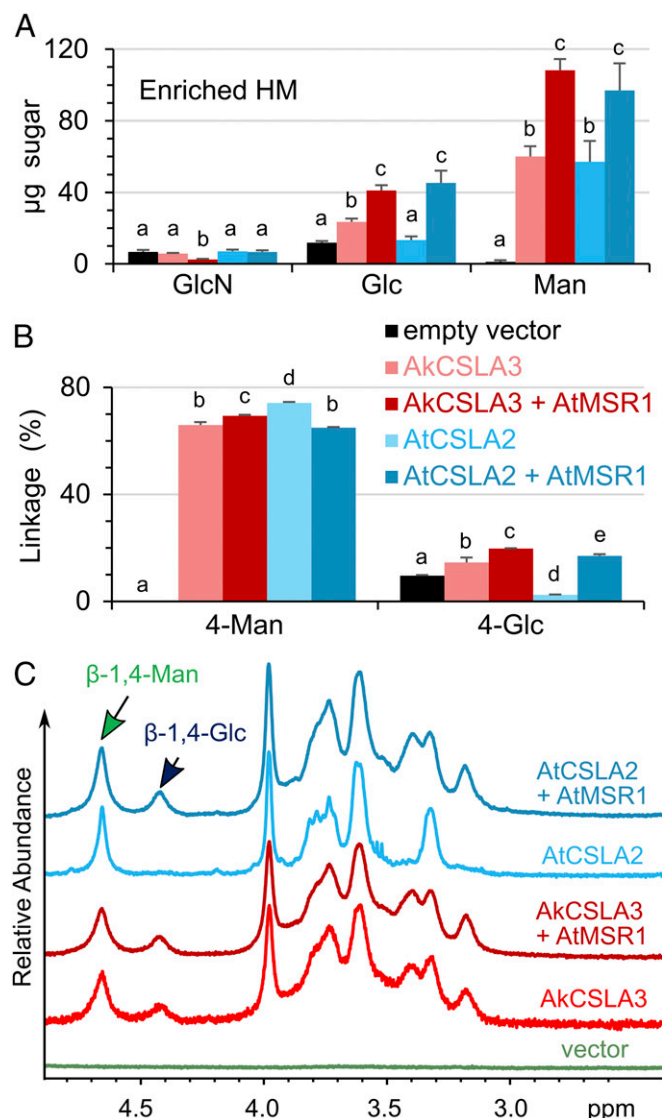 A
120
80
40
0
µg sugar
Enriched HM
a a b a a
a b c a c
a b c b c
GlcN Glc Man
B
80
40
0
Linkage (%)
a b c d b
a b c d e
4-Man 4-Glc
empty vector
AkCSLA3
AkCSLA3 + AtMSR1
AtCSLA2
AtCSLA2 + AtMSR1
C
Relative Abundance
β-1,4-Man
β-1,4-Glc
AtCSLA2
+ AtMSR1
AtCSLA2
AkCSLA3
+ AtMSR1
AkCSLA3
vector
4.5 4.0 3.5 3.0 ppm